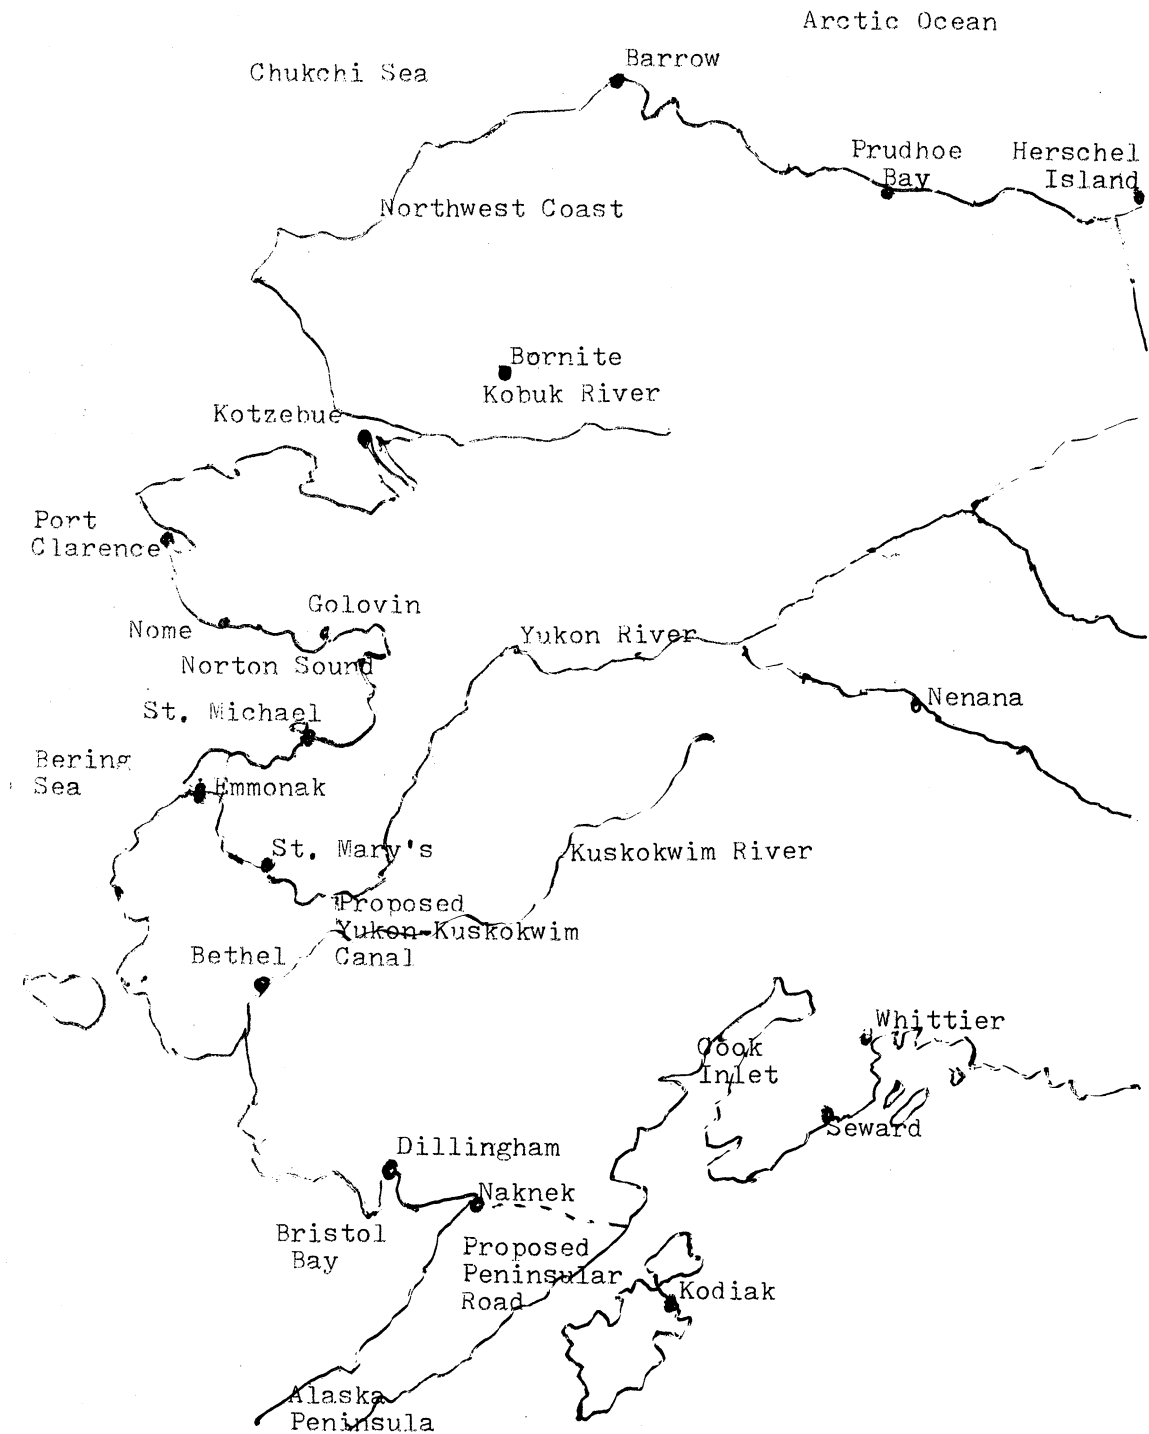 Arctic Ocean
Barrow
Chukchi Sea
Prudhoe
Bay
Herschel
Island
Northwest Coast
Bornite
Kobuk River
Kotzebue
Port
Clarence
Golovin
Nome
Yukon River
Norton Sound
Nenana
St. Michael
Bering
Sea
Emmonak
St. Mary's
Kuskokwim River
Proposed
Yukon-Kuskokwim
Canal
Bethel
Whittier
Cook
Inlet
Seward
Dillingham
Naknek
Bristol
Bay
Proposed
Peninsular
Road
Kodiak
Alaska
Peninsula